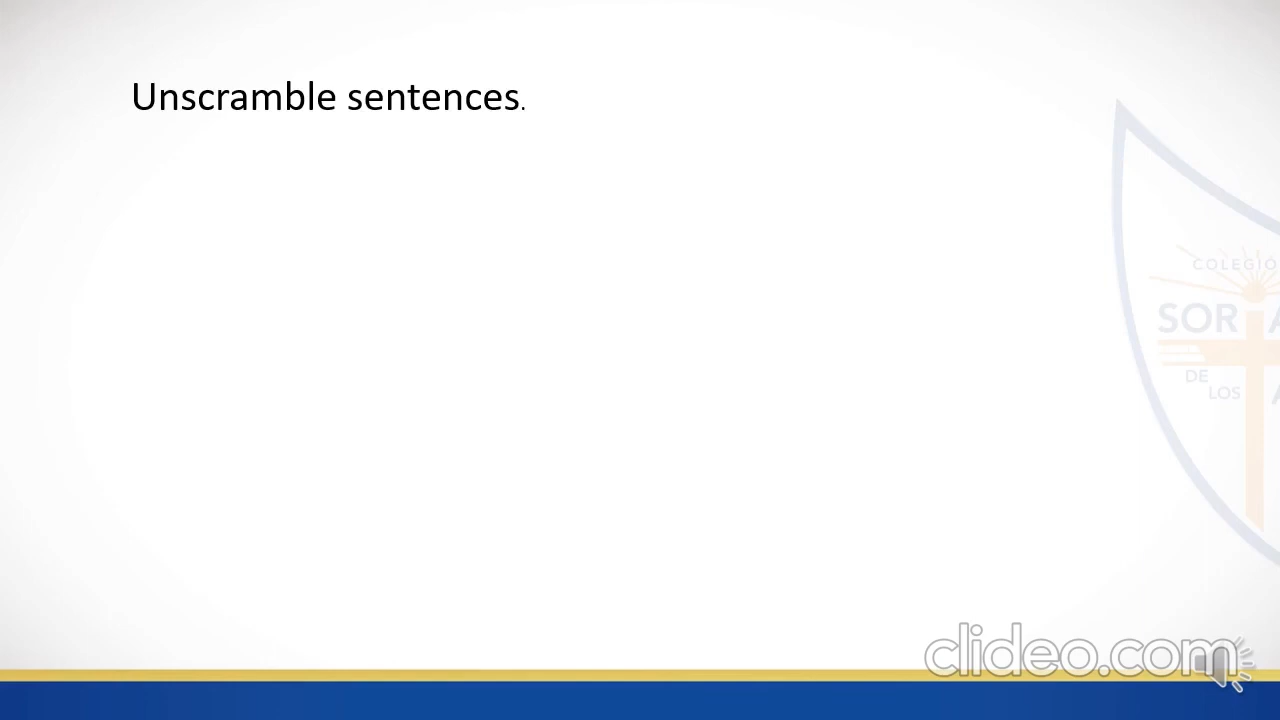 Unscramble sentences.
COLEGIO
SOR
DE
LOS
clideo.com